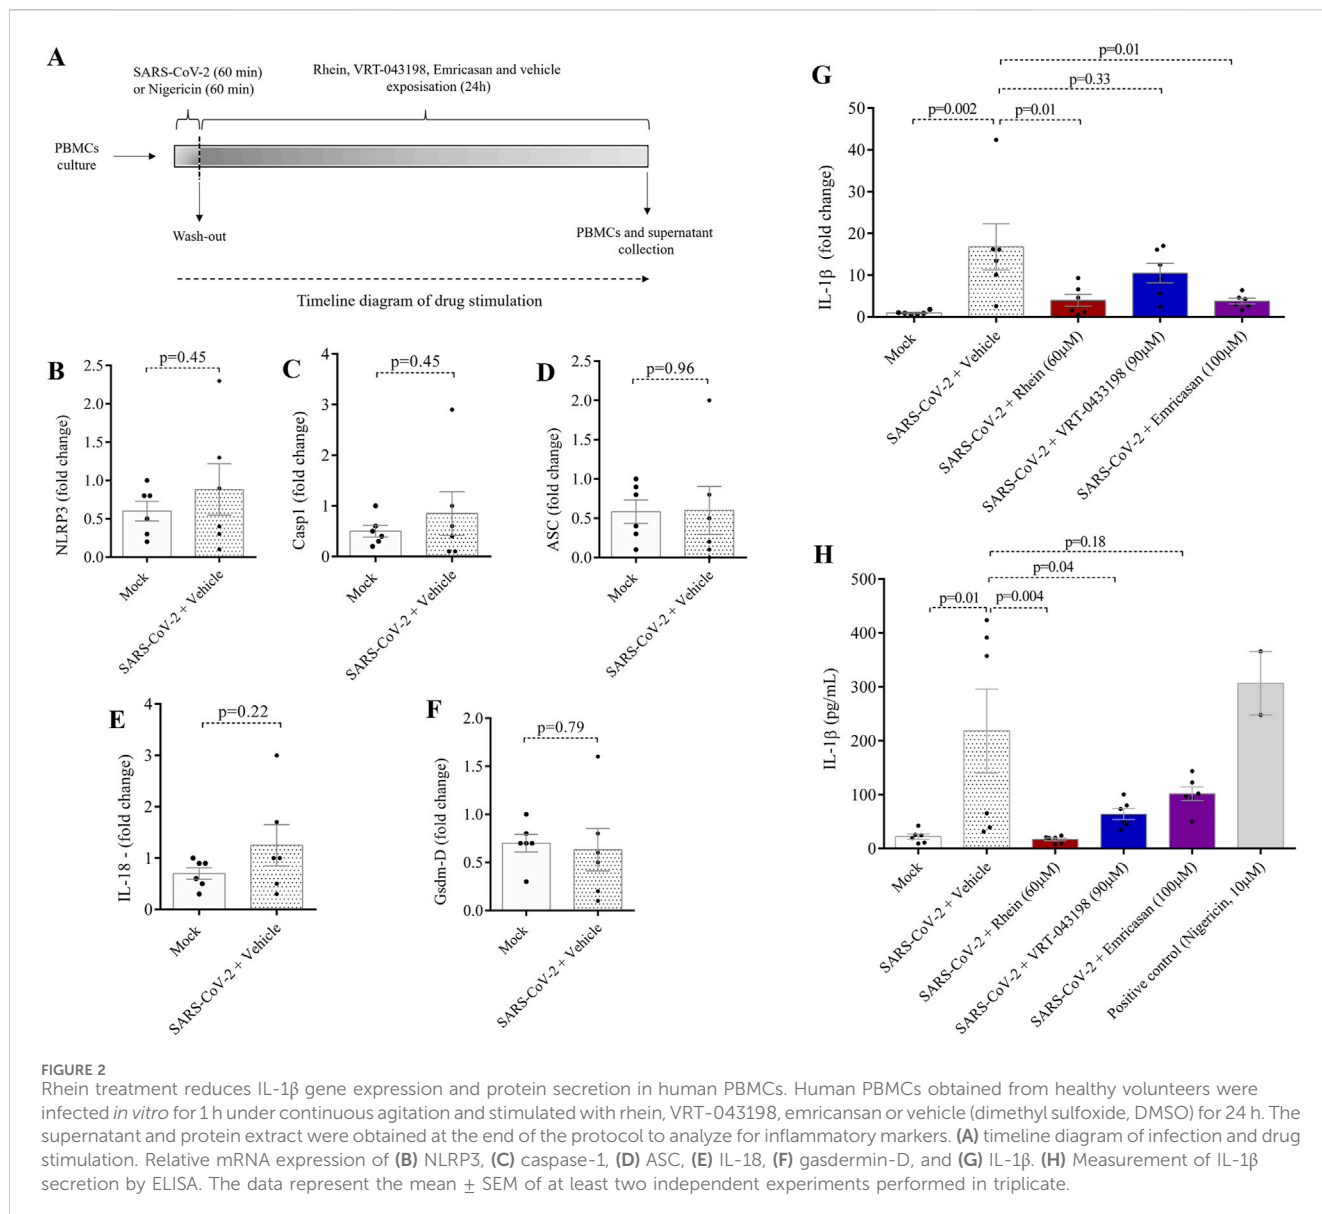 A
SARS-CoV-2 (60 min)
or Nigericin (60 min)
Rhein, VRT-043198, Emricasan and vehicle
exposisation (24h)
PBMCs
culture
Wash-out
PBMCs and supernatant
collection
Timeline diagram of drug stimulation
B
p=0.45
NLRP3 (fold change)
2.5
2.0
1.5
1.0
0.5
0.0
Mock
SARS-CoV-2 + Vehicle
C
p=0.45
Casp1 (fold change)
4
3
2
1
0
Mock
SARS-CoV-2 + Vehicle
D
p=0.96
ASC (fold change)
2.5
2.0
1.5
1.0
0.5
0.0
Mock
SARS-CoV-2 + Vehicle
E
p=0.22
IL-18 - (fold change)
4
3
2
1
0
Mock
SARS-CoV-2 + Vehicle
F
p=0.79
Gsdm-D (fold change)
2.0
1.5
1.0
0.5
0.0
Mock
SARS-CoV-2 + Vehicle
G
p=0.01
p=0.33
p=0.002
p=0.01
IL-1β (fold change)
50
40
30
20
10
0
Mock
SARS-CoV-2 + Vehicle
SARS-CoV-2 + Rhein (60μM)
SARS-CoV-2 + VRT-0433198 (90μM)
SARS-CoV-2 + Emricasan (100μM)
H
p=0.18
p=0.04
p=0.01
p=0.004
IL-1β (pg/mL)
500
400
300
200
100
0
Mock
SARS-CoV-2 + Vehicle
SARS-CoV-2 + Rhein (60μM)
SARS-CoV-2 + VRT-043198 (90μM)
SARS-CoV-2 + Emricasan (100μM)
Positive control (Nigericin, 10μM)
FIGURE 2
Rhein treatment reduces IL-1β gene expression and protein secretion in human PBMCs. Human PBMCs obtained from healthy volunteers were
infected in vitro for 1 h under continuous agitation and stimulated with rhein, VRT-043198, emricansan or vehicle (dimethyl sulfoxide, DMSO) for 24 h. The
supernatant and protein extract were obtained at the end of the protocol to analyze for inflammatory markers. (A) timeline diagram of infection and drug
stimulation. Relative mRNA expression of (B) NLRP3, (C) caspase-1, (D) ASC, (E) IL-18, (F) gasdermin-D, and (G) IL-1β. (H) Measurement of IL-1β
secretion by ELISA. The data represent the mean ± SEM of at least two independent experiments performed in triplicate.